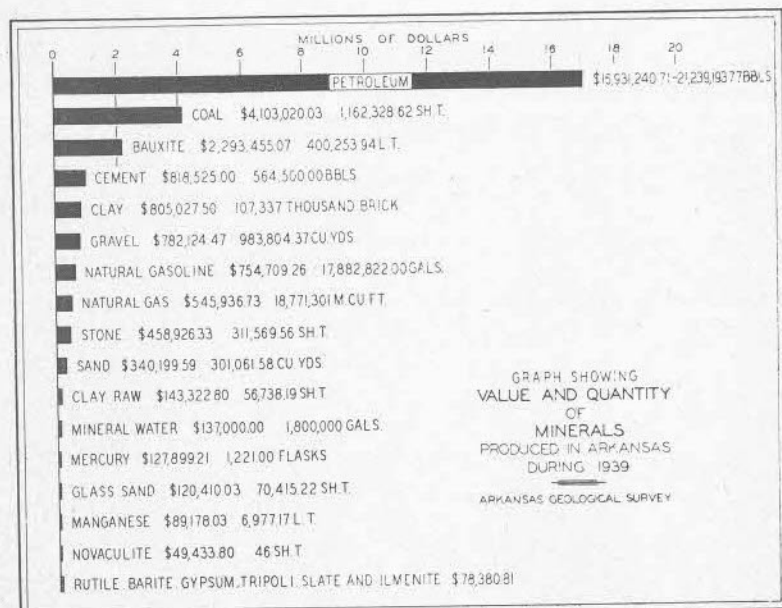 MILLIONS OF DOLLARS
0 2 4 6 8 10 12 14 16 18 20
PETROLEUM $15,931,240.71-21,239,193.77BBLS
COAL $4,103,020.03 1,162,328.62 SH.T.
BAUXITE $2,293,455.07 400,253.94 L.T.
CEMENT $818,525.00 564,500.00 BBLS
CLAY $805,027.50 107,337 THOUSAND BRICK
GRAVEL $782,124.47 983,804.37 CU.YDS.
NATURAL GASOLINE $754,709.26 17,882,822.00 GALS.
NATURAL GAS $545,936.73 18,771,301 M.CU.FT.
STONE $458,926.33 311,569.56 SH.T.
SAND $340,199.59 301,061.58 CU.YDS.
CLAY RAW $143,322.80 56,738.19 SH.T.
MINERAL WATER $137,000.00 1,800,000 GALS.
MERCURY $127,899.21 1,221.00 FLASKS
GLASS SAND $120,410.03 70,415.22 SH.T.
MANGANESE $89,178.03 6,977.17 L.T.
NOVACULITE $49,433.80 46 SH.T.
RUTILE, BARITE, GYPSUM, TRIPOLI, SLATE AND ILMENITE $78,380.81
GRAPH SHOWING
VALUE AND QUANTITY
OF
MINERALS
PRODUCED IN ARKANSAS
DURING 1939
ARKANSAS GEOLOGICAL SURVEY